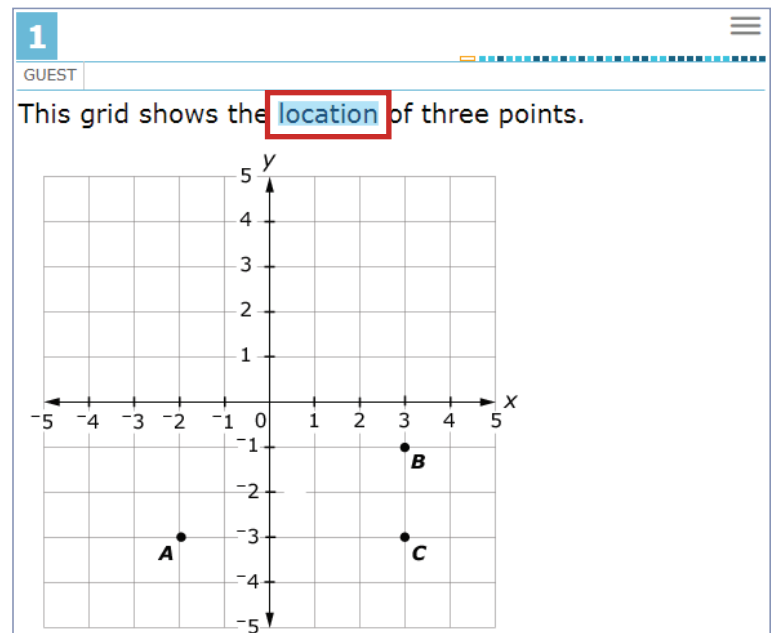 1
GUEST
This grid shows the location of three points.
y
5
4
3
2
1
x
⁻5 ⁻4 ⁻3 ⁻2 ⁻1 0 1 2 3 4 5
⁻1
B
⁻2
⁻3
A
C
⁻4
⁻5